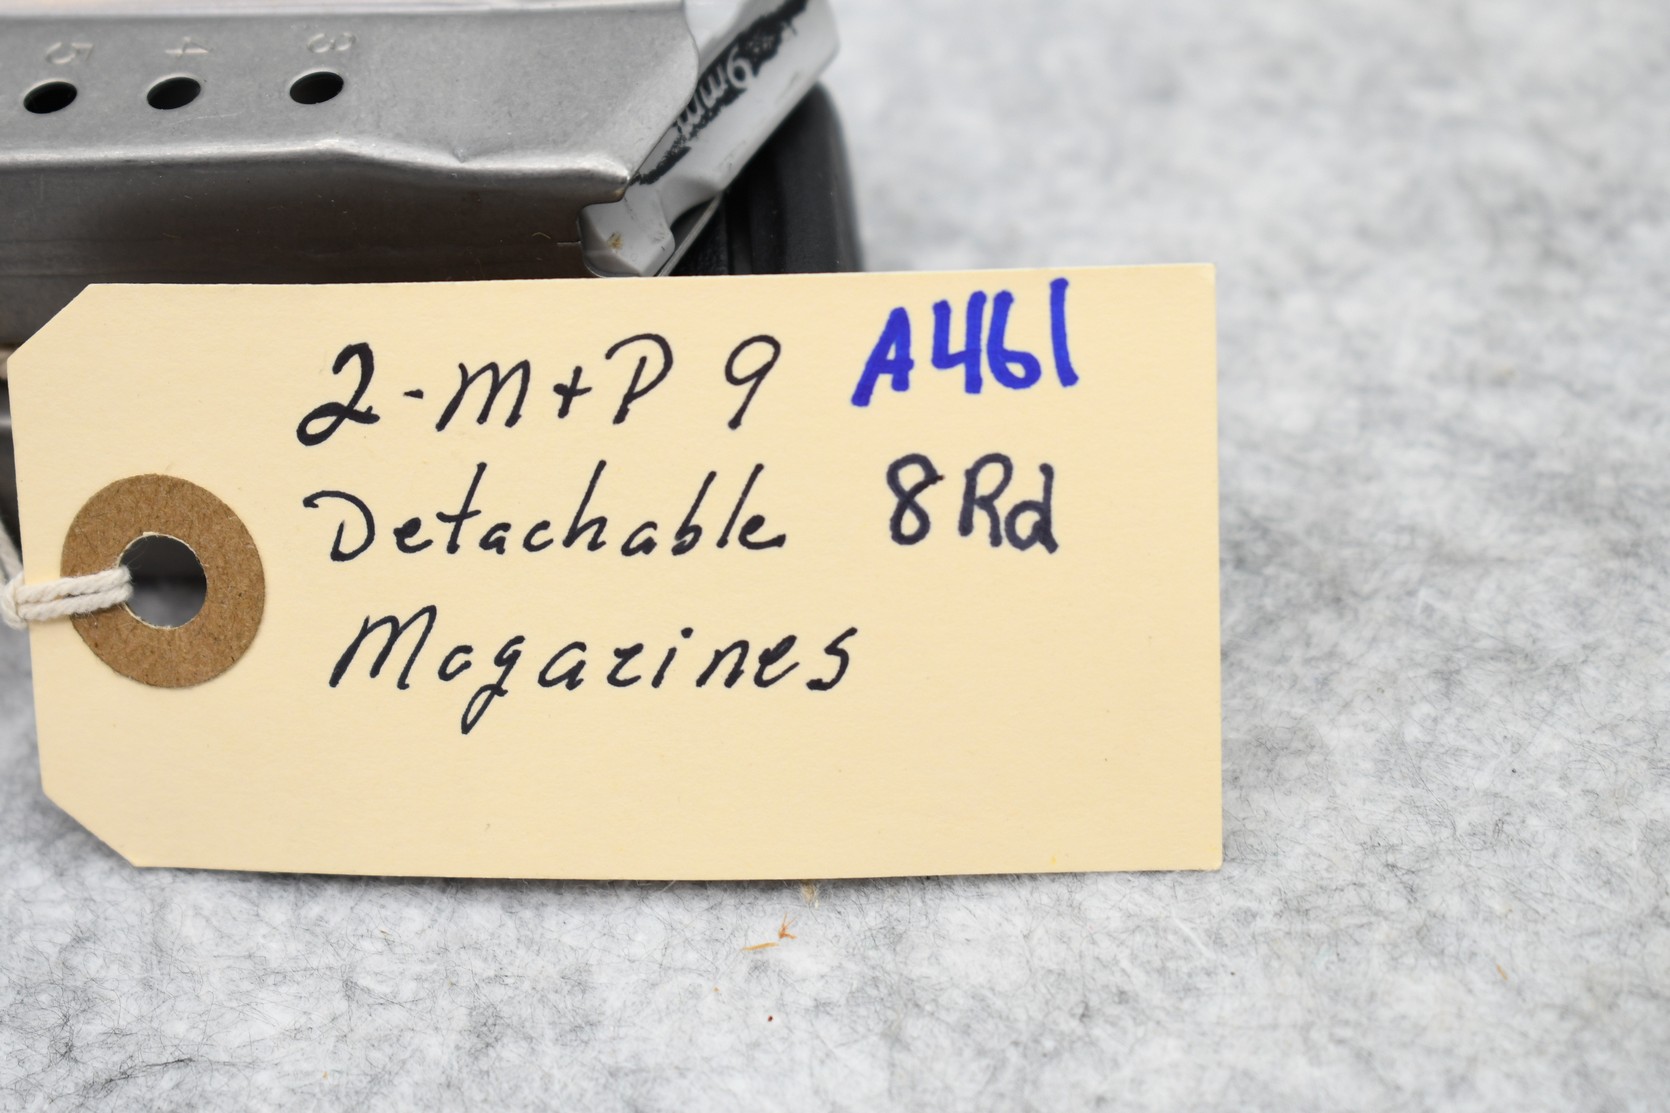 5 4 3
9mm
2-M+P 9 A461
Detachable 8Rd
Magazines